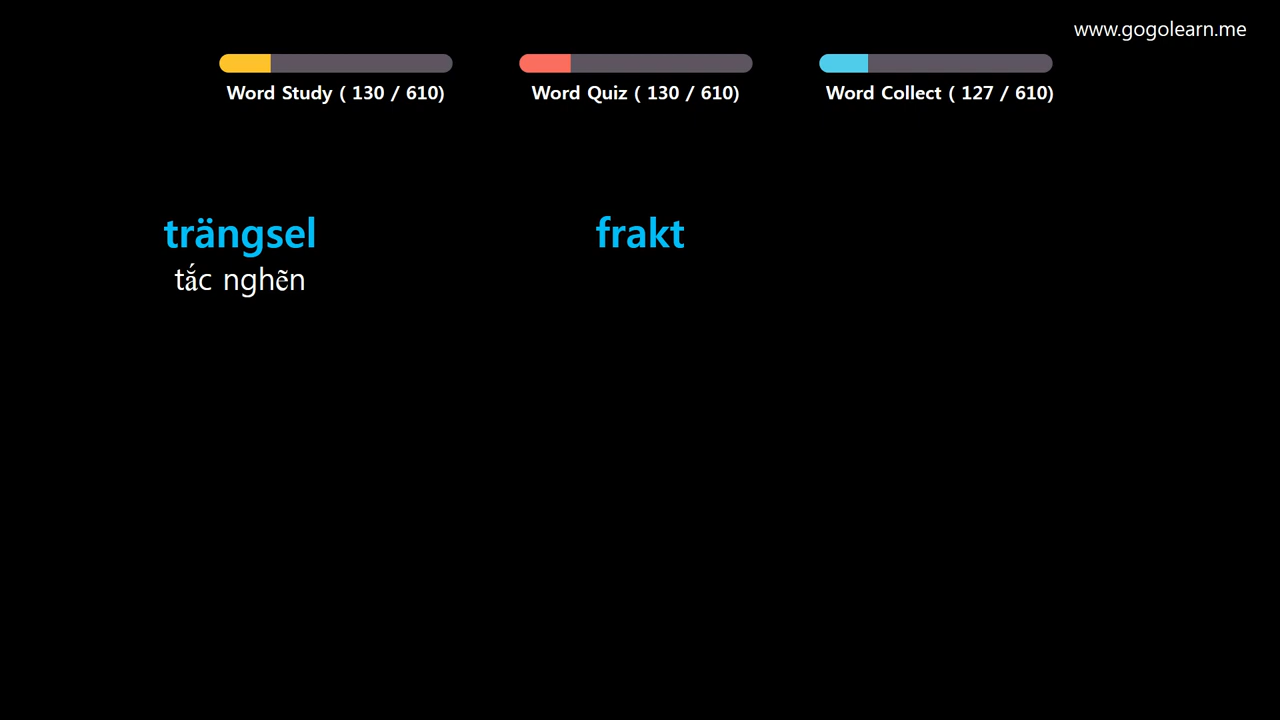 www.gogolearn.me
Word Study ( 130 / 610)
Word Quiz ( 130 / 610)
Word Collect ( 127 / 610)
trängsel
tắc nghẽn
frakt